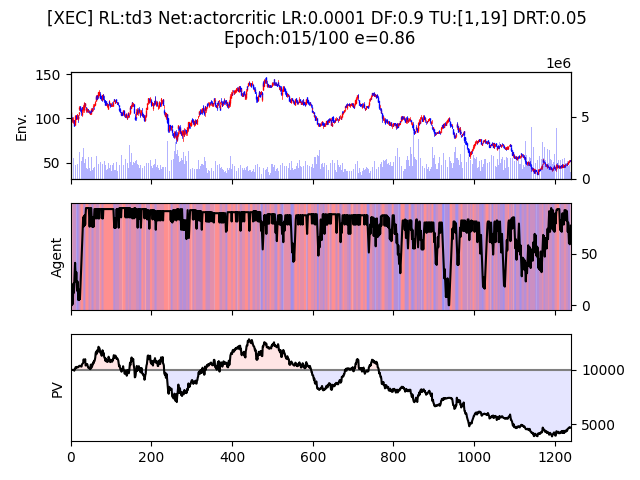 [XEC] RL:td3 Net:actorcritic LR:0.0001 DF:0.9 TU:[1,19] DRT:0.05
Epoch:015/100 e=0.86
1e6
150
100
50
Env.
5
0
Agent
50
0
PV
10000
5000
0 200 400 600 800 1000 1200